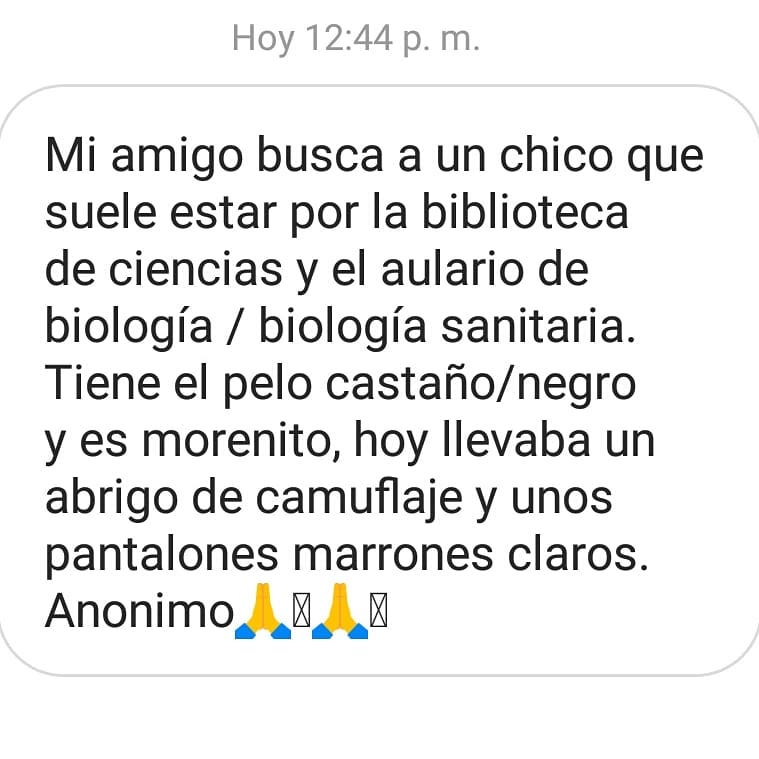 Hoy 12:44 p. m.
Mi amigo busca a un chico que
suele estar por la biblioteca
de ciencias y el aulario de
biología / biología sanitaria.
Tiene el pelo castaño/negro
y es morenito, hoy llevaba un
abrigo de camuflaje y unos
pantalones marrones claros.
Anonimo🙏🙏